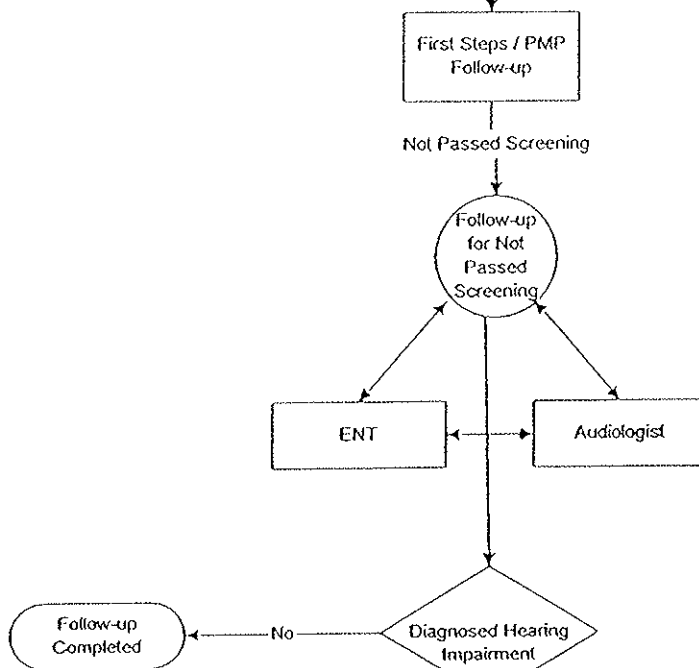 First Steps / PMP
Follow-up
Not Passed Screening
Follow-up
for Not
Passed
Screening
ENT
Audiologist
Follow-up
Completed
No
Diagnosed Hearing
Impairment